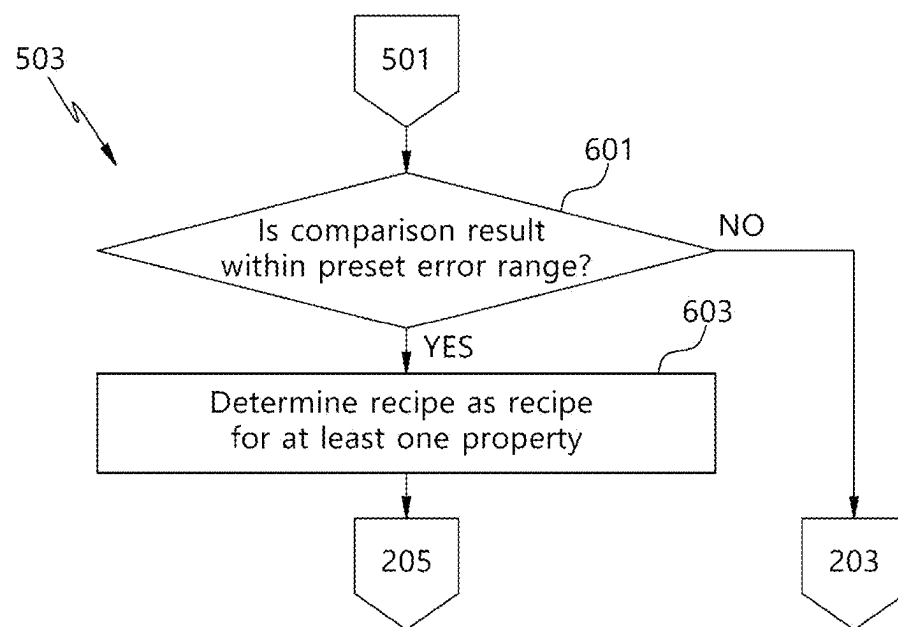 503
501
601
Is comparison result
within preset error range?
NO
YES
603
Determine recipe as recipe
for at least one property
205
203